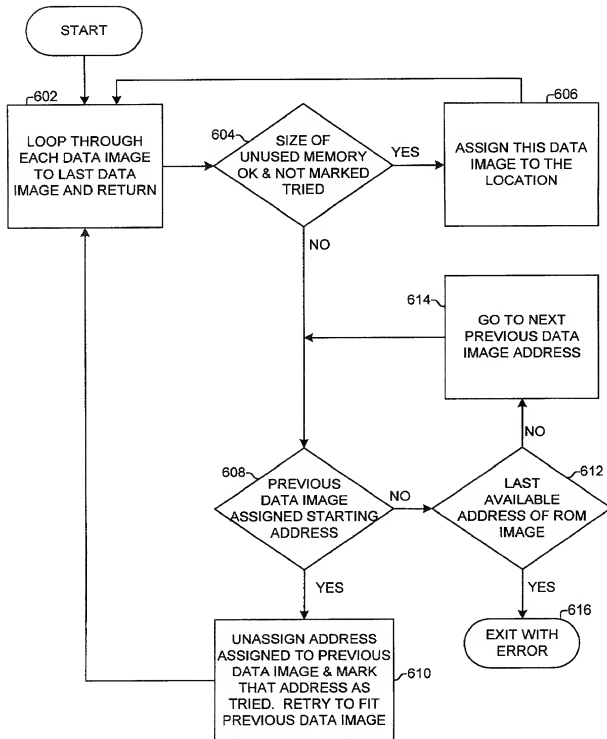 START
602
LOOP THROUGH
EACH DATA IMAGE
TO LAST DATA
IMAGE AND RETURN
604
SIZE OF
UNUSED MEMORY
OK & NOT MARKED
TRIED
YES
606
ASSIGN THIS DATA
IMAGE TO THE
LOCATION
NO
614
GO TO NEXT
PREVIOUS DATA
IMAGE ADDRESS
NO
608
PREVIOUS
DATA IMAGE
ASSIGNED STARTING
ADDRESS
NO
612
LAST
AVAILABLE
ADDRESS OF ROM
IMAGE
YES
YES
616
EXIT WITH
ERROR
UNASSIGN ADDRESS
ASSIGNED TO PREVIOUS
DATA IMAGE & MARK
THAT ADDRESS AS
TRIED. RETRY TO FIT
PREVIOUS DATA IMAGE
610